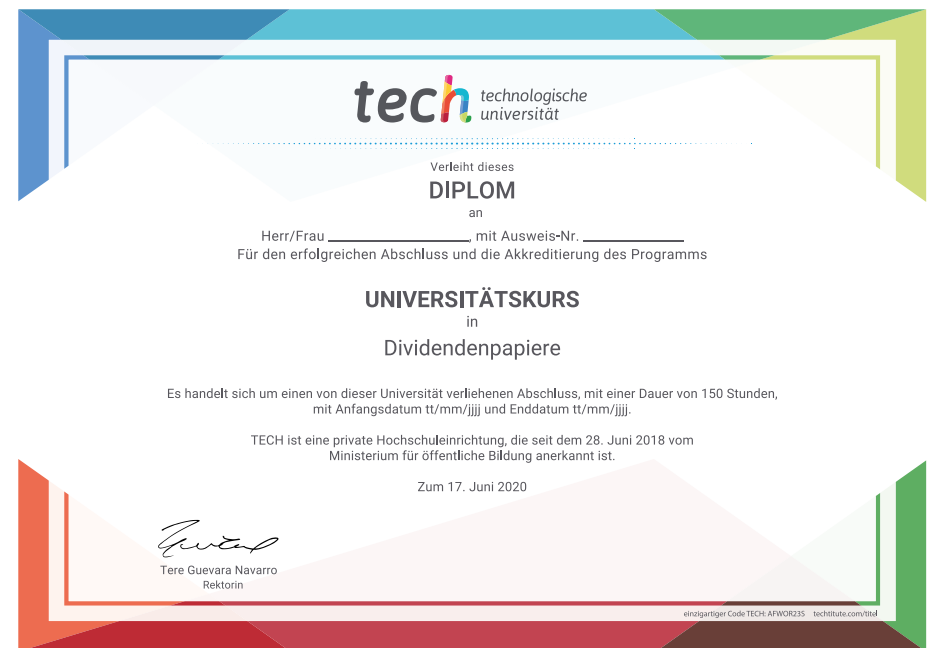 tech technologische
universität
Verleiht dieses
DIPLOM
an
Herr/Frau ________________, mit Ausweis-Nr. ____________
Für den erfolgreichen Abschluss und die Akkreditierung des Programms
UNIVERSITÄTSKURS
in
Dividendenpapiere
Es handelt sich um einen von dieser Universität verliehenen Abschluss, mit einer Dauer von 150 Stunden,
mit Anfangsdatum tt/mm/jjjj und Enddatum tt/mm/jjjj.
TECH ist eine private Hochschuleinrichtung, die seit dem 28. Juni 2018 vom
Ministerium für öffentliche Bildung anerkannt ist.
Zum 17. Juni 2020
Tere Guevara Navarro
Rektorin
einzigartiger Code TECH: AFWOR23S techtitute.com/titel